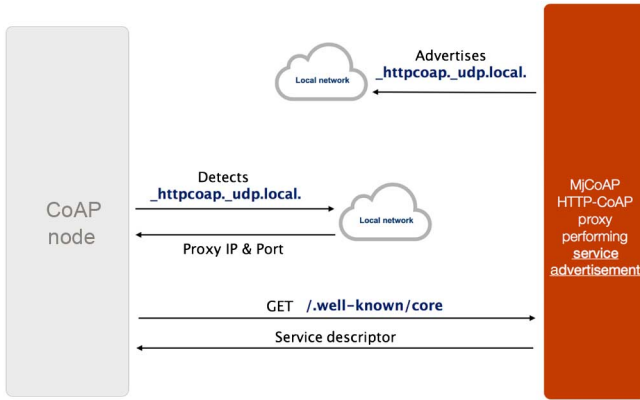 Advertises
_httpcoap._udp.local.
Local network
Detects
_httpcoap._udp.local.
Local network
Proxy IP & Port
CoAP
node
MjCoAP
HTTP-CoAP
proxy
performing
service
advertisement
GET /.well-known/core
Service descriptor